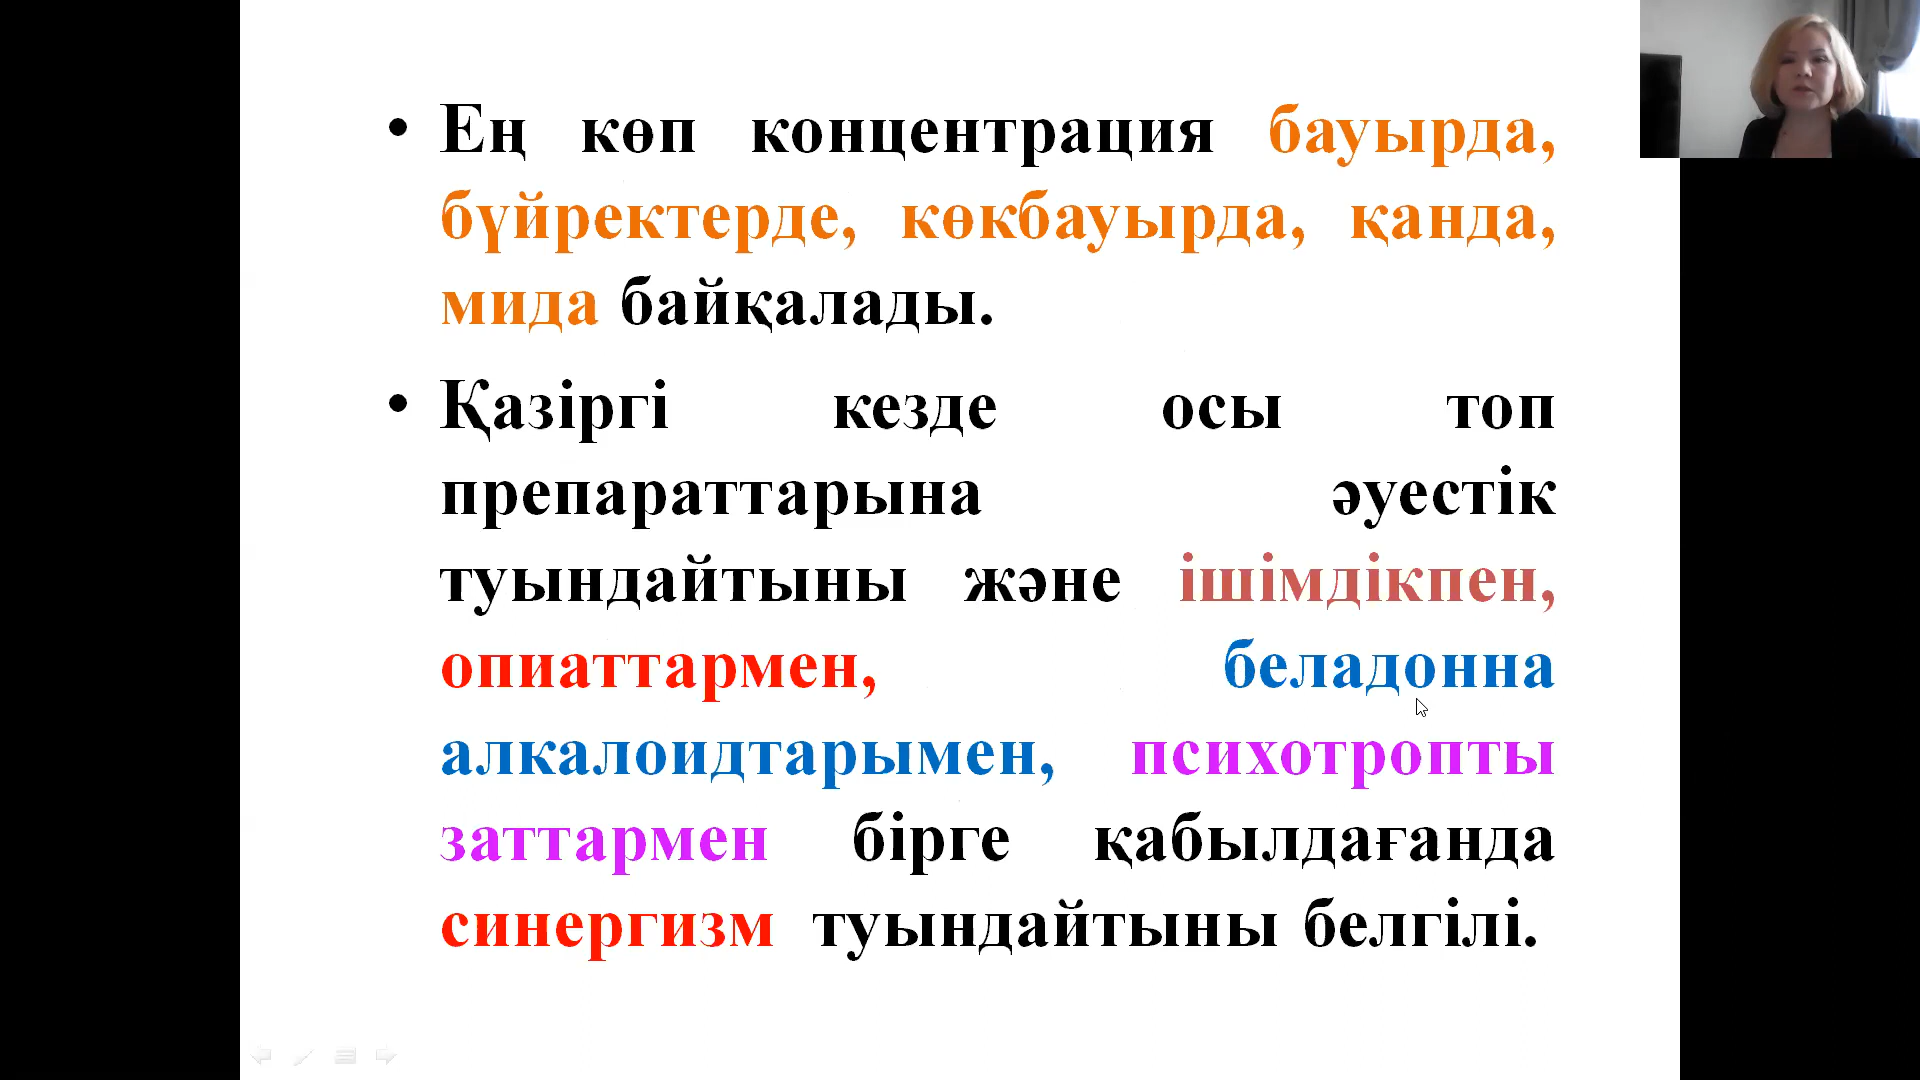 • Ең көп концентрация бауырда,
бүйректерде, көкбауырда, қанда,
мида байқалады.
• Қазіргі кезде осы топ
препараттарына әуестік
туындайтыны және ішімдікпен,
опиаттармен, беладонна
алкалоидтарымен, психотропты
заттармен бірге қабылдағанда
синергизм туындайтыны белгілі.